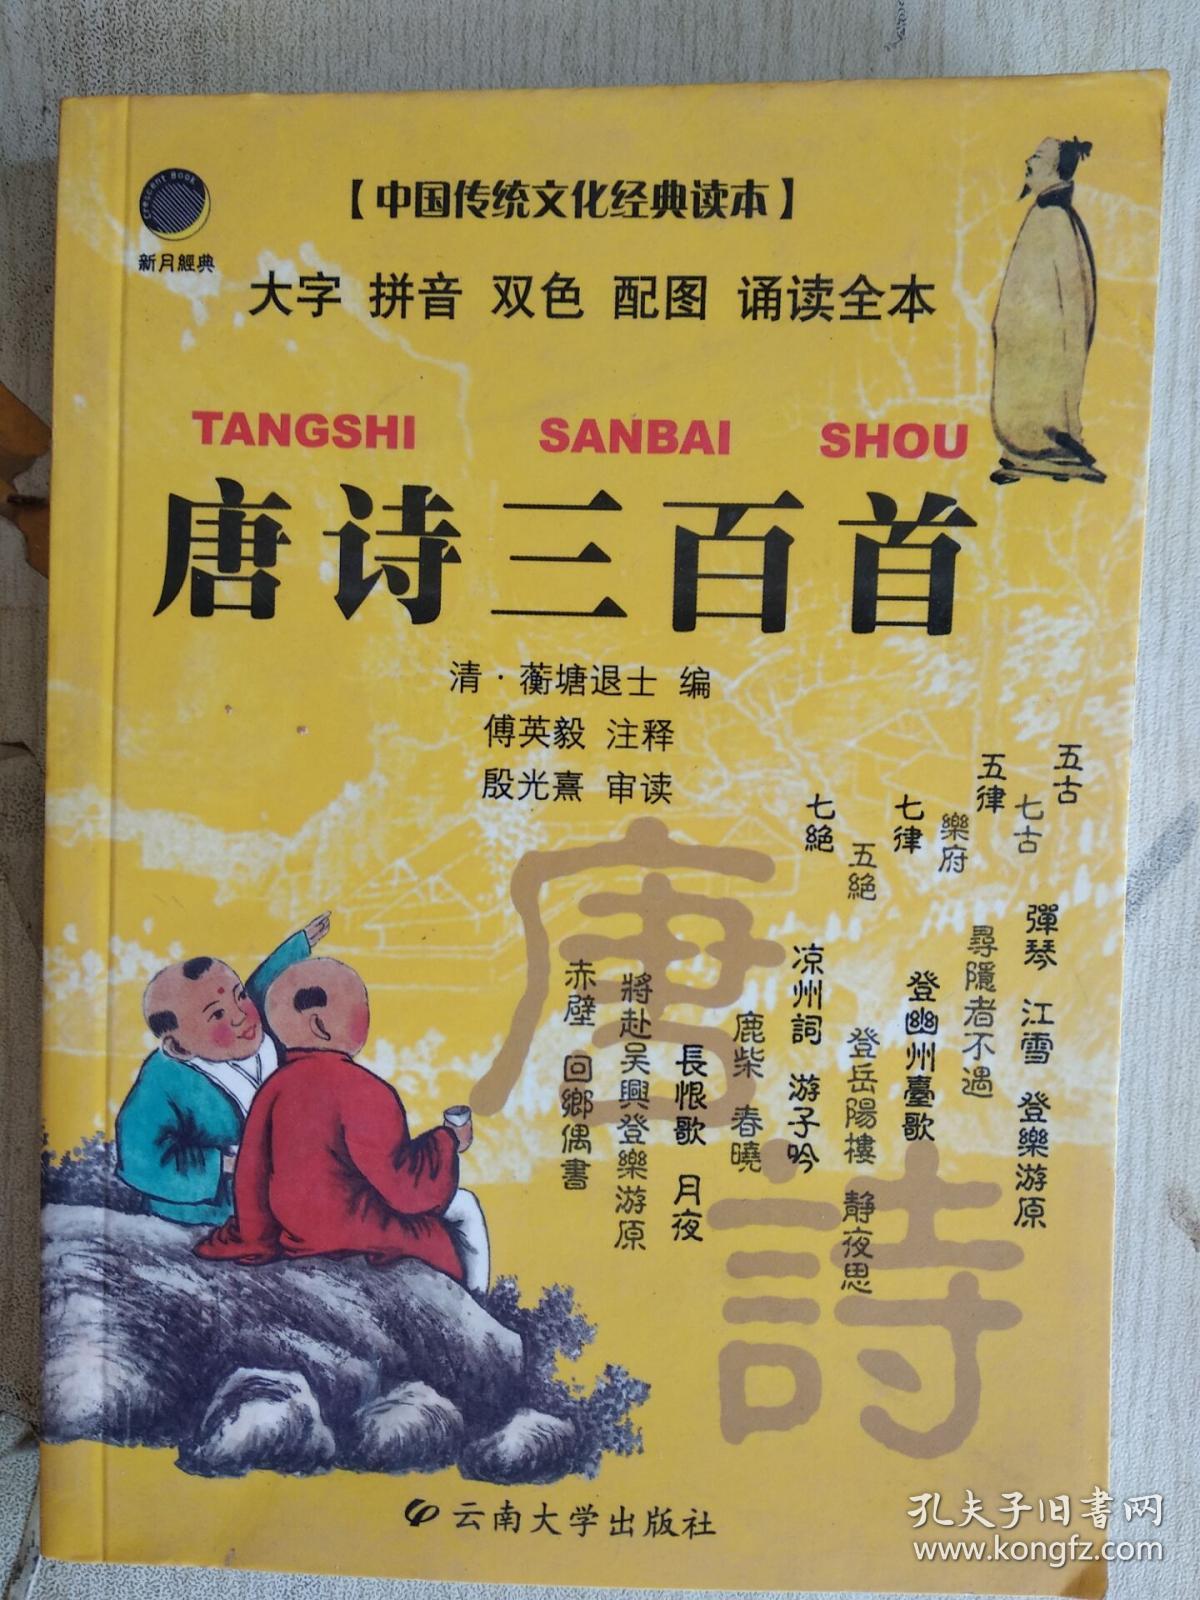 Crescent Book
新月經典
【中国传统文化经典读本】
大字 拼音 双色 配图 诵读全本
TANGSHI SANBAI SHOU
唐诗三百首
清·蘅塘退士 编
傅英毅 注释
殷光熹 审读
五古
七古
五律
樂府
七律
五絕
七絕
彈琴 江雪 登樂游原
尋隱者不遇
登幽州臺歌
登岳陽樓 靜夜思
凉州詞 游子吟
鹿柴 春曉
長恨歌 月夜
將赴吳興登樂游原
赤壁 回鄉偶書
唐詩
云南大学出版社
孔夫子旧书网
www.kongfz.com